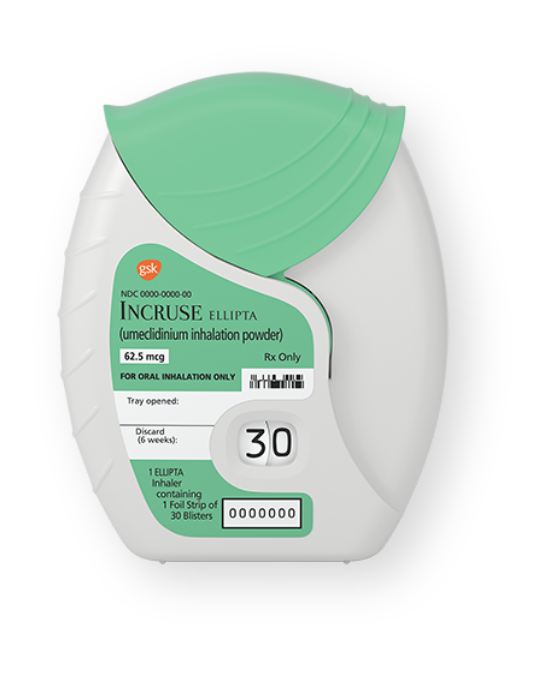 gsk
NDC 0000-0000-00
INCRUSE ELLIPTA
(umeclidinium inhalation powder)
62.5 mcg Rx Only
FOR ORAL INHALATION ONLY
Tray opened:
Discard
(6 weeks):
30
1 ELLIPTA
Inhaler
containing
1 Foil Strip of
30 Blisters
0000000